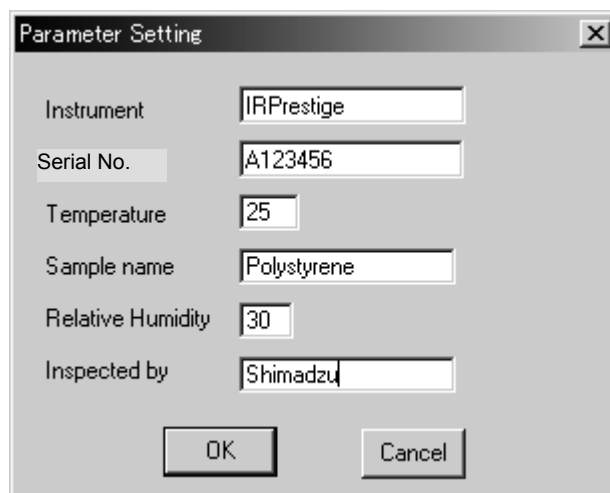 Parameter Setting
Instrument IRPrestige
Serial No. A123456
Temperature 25
Sample name Polystyrene
Relative Humidity 30
Inspected by Shimadzu
OK Cancel